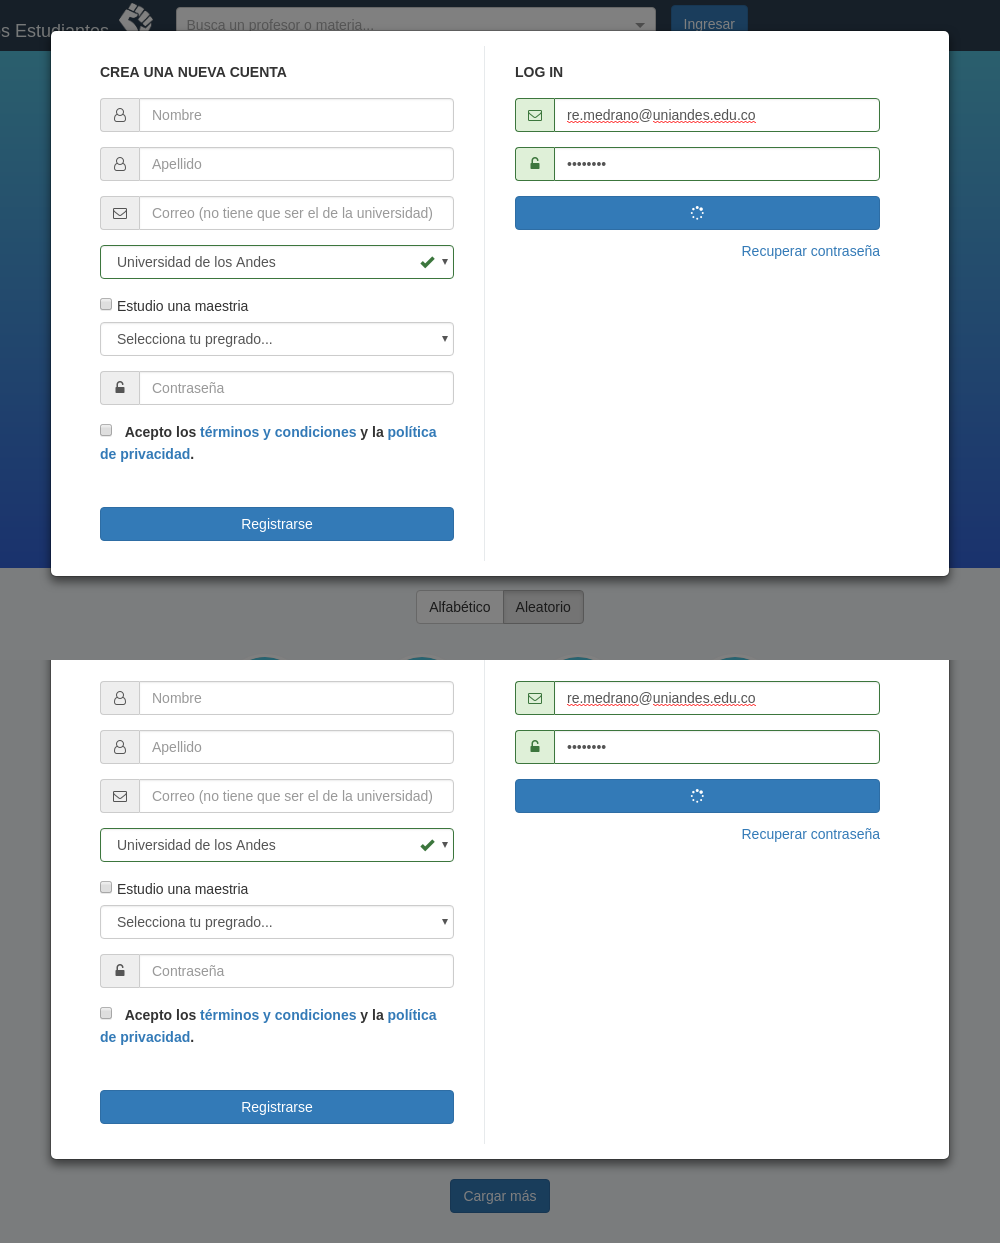 s Estudiantes
Busca un profesor o materia...
Ingresar
CREA UNA NUEVA CUENTA
LOG IN
Nombre
re.medrano@uniandes.edu.co
Apellido
••••••••
Correo (no tiene que ser el de la universidad)
Recuperar contraseña
Universidad de los Andes
Estudio una maestria
Selecciona tu pregrado...
Contraseña
Acepto los términos y condiciones y la política
de privacidad.
Registrarse
Alfabético
Aleatorio
Nombre
re.medrano@uniandes.edu.co
Apellido
••••••••
Correo (no tiene que ser el de la universidad)
Recuperar contraseña
Universidad de los Andes
Estudio una maestria
Selecciona tu pregrado...
Contraseña
Acepto los términos y condiciones y la política
de privacidad.
Registrarse
Cargar más